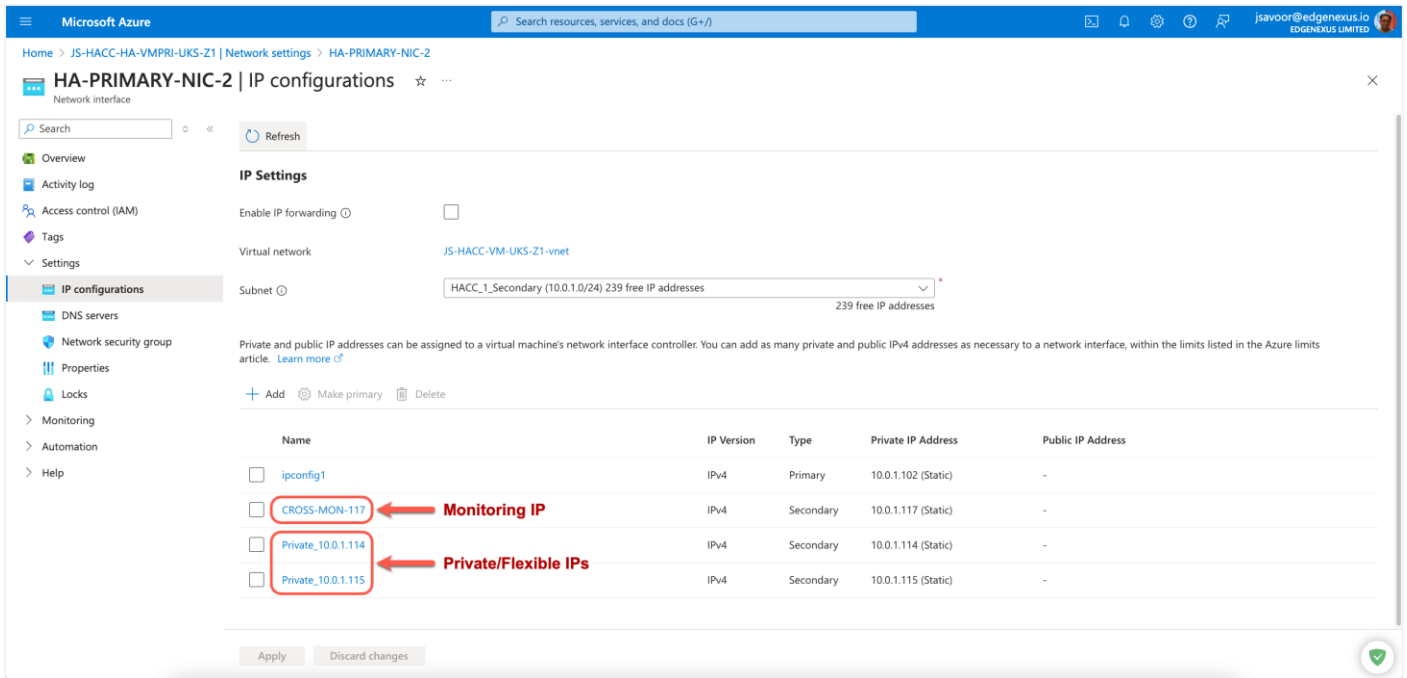 Microsoft Azure
Search resources, services, and docs (G+/)
jsavoor@edgenexus.io
EDGENEXUS LIMITED
Home > JS-HACC-HA-VMPRI-UKS-Z1 | Network settings > HA-PRIMARY-NIC-2
HA-PRIMARY-NIC-2 | IP configurations
Network interface
Search
Overview
Activity log
Access control (IAM)
Tags
Settings
IP configurations
DNS servers
Network security group
Properties
Locks
Monitoring
Automation
Help
Refresh
IP Settings
Enable IP forwarding
Virtual network JS-HACC-VM-UKS-Z1-vnet
Subnet HACC_1_Secondary (10.0.1.0/24) 239 free IP addresses *
239 free IP addresses
Private and public IP addresses can be assigned to a virtual machine's network interface controller. You can add as many private and public IPv4 addresses as necessary to a network interface, within the limits listed in the Azure limits
article. Learn more
Add Make primary Delete
Name IP Version Type Private IP Address Public IP Address
ipconfig1 IPv4 Primary 10.0.1.102 (Static) -
CROSS-MON-117 Monitoring IP IPv4 Secondary 10.0.1.117 (Static) -
Private_10.0.1.114 IPv4 Secondary 10.0.1.114 (Static) -
Private/Flexible IPs
Private_10.0.1.115 IPv4 Secondary 10.0.1.115 (Static) -
Apply Discard changes